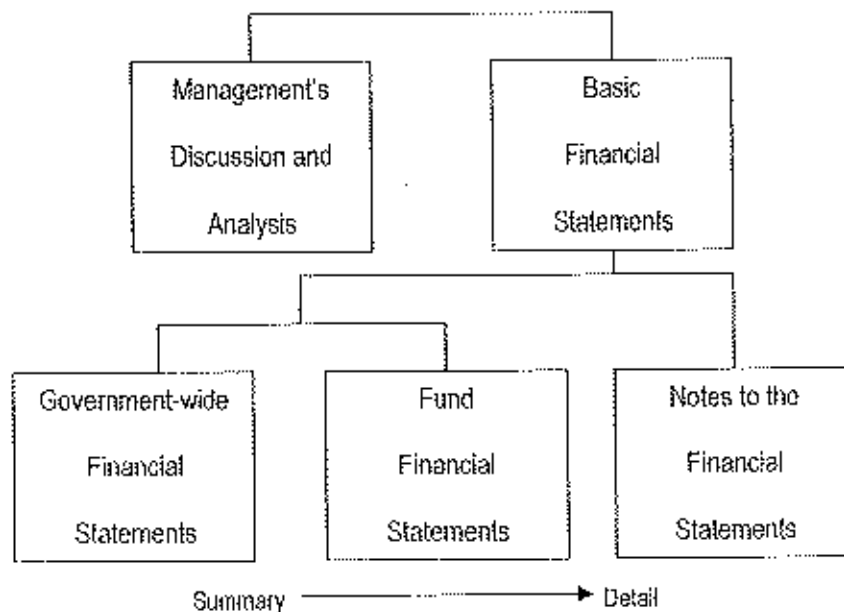 Management's
Discussion and
Analysis
Basic
Financial
Statements
Government-wide
Financial
Statements
Fund
Financial
Statements
Notes to the
Financial
Statements
Summary
Detail